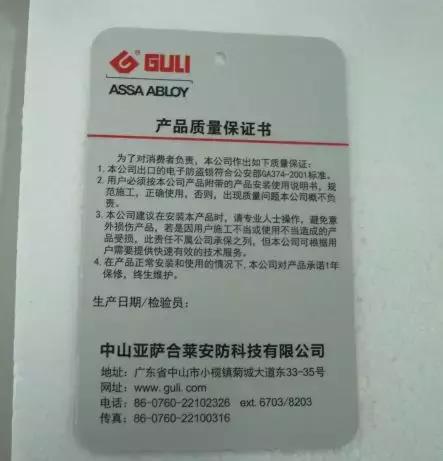 GULI®
ASSA ABLOY
产品质量保证书
为了对消费者负责，本公司作出如下质量保证：
1.本公司出口的电子防盗锁符合公安部GA374-2001标准。
2.用户必须按本公司产品附带的产品安装使用说明书，规
范施工，正确使用，否则，出现质量问题本公司概不负
责。
3.本公司建议在安装本产品时，请专业人士操作，避免意
外损伤产品，若是因用户施工不当或使用不当造成的产
品受损，此责任不属公司承保之列，但本公司可根据用
户需要提供快速有效的技术服务。
4.在产品正常安装和使用的情况下,本公司对产品承诺1年
保修，终生维护。
生产日期/检验员：
中山亚萨合莱安防科技有限公司
地址：广东省中山市小榄镇菊城大道东33-35号
网址：www.guli.com
电话：86-0760-22102326 ext.6703/8203
传真：86-0760-22100316